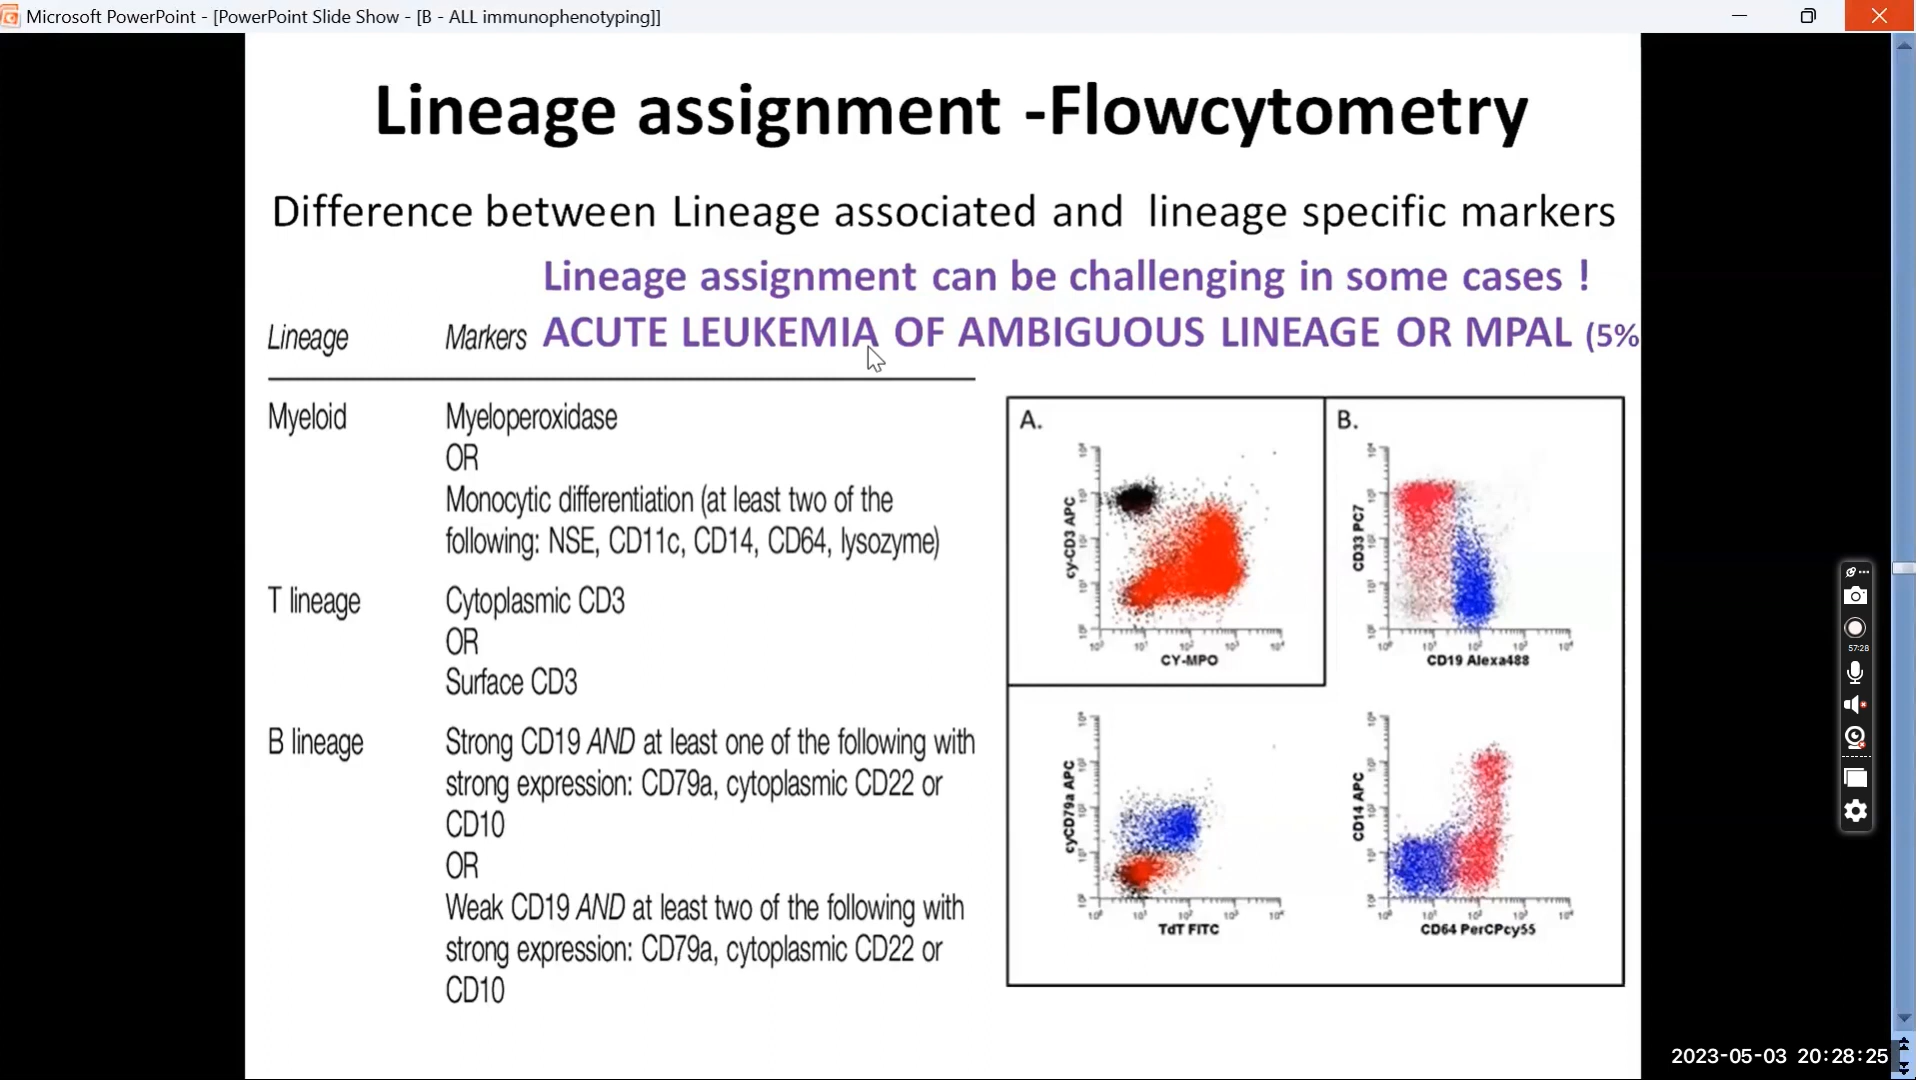 Microsoft PowerPoint - [PowerPoint Slide Show - [B - ALL immunophenotyping]]
Lineage assignment -Flowcytometry
Difference between Lineage associated and lineage specific markers
Lineage assignment can be challenging in some cases !
ACUTE LEUKEMIA OF AMBIGUOUS LINEAGE OR MPAL (5%
Lineage Markers
Myeloid Myeloperoxidase
OR
Monocytic differentiation (at least two of the
following: NSE, CD11c, CD14, CD64, lysozyme)
T lineage Cytoplasmic CD3
OR
Surface CD3
B lineage Strong CD19 AND at least one of the following with
strong expression: CD79a, cytoplasmic CD22 or
CD10
OR
Weak CD19 AND at least two of the following with
strong expression: CD79a, cytoplasmic CD22 or
CD10
A.
cy-CD3 APC
CY-MPO
B.
CD33 PC7
CD19 Alexa488
cyCD79a APC
TdT FITC
CD14 APC
CD64 PerCPcy55
57:28
2023-05-03 20:28:25